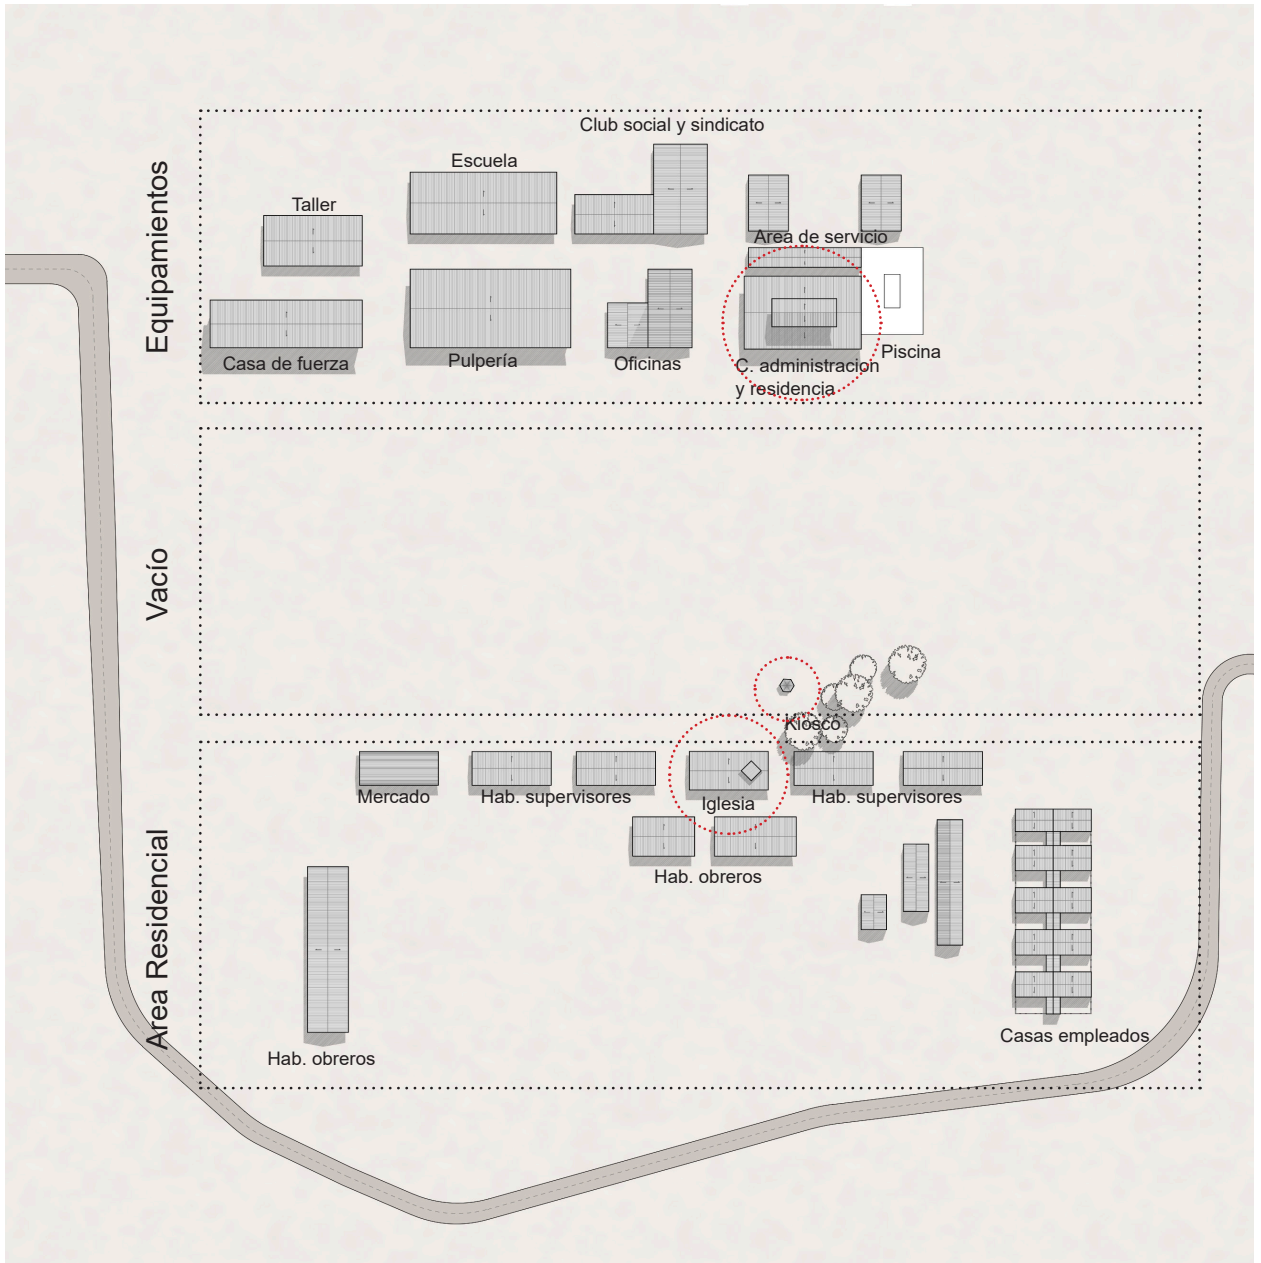 Club social y sindicato
Escuela
Taller
Area de servicio
Equipamientos
Casa de fuerza
Pulpería
Oficinas
Piscina
C. administracion
y residencia
Vacío
Kiosco
Mercado
Hab. supervisores
Iglesia
Hab. supervisores
Hab. obreros
Area Residencial
Casas empleados
Hab. obreros